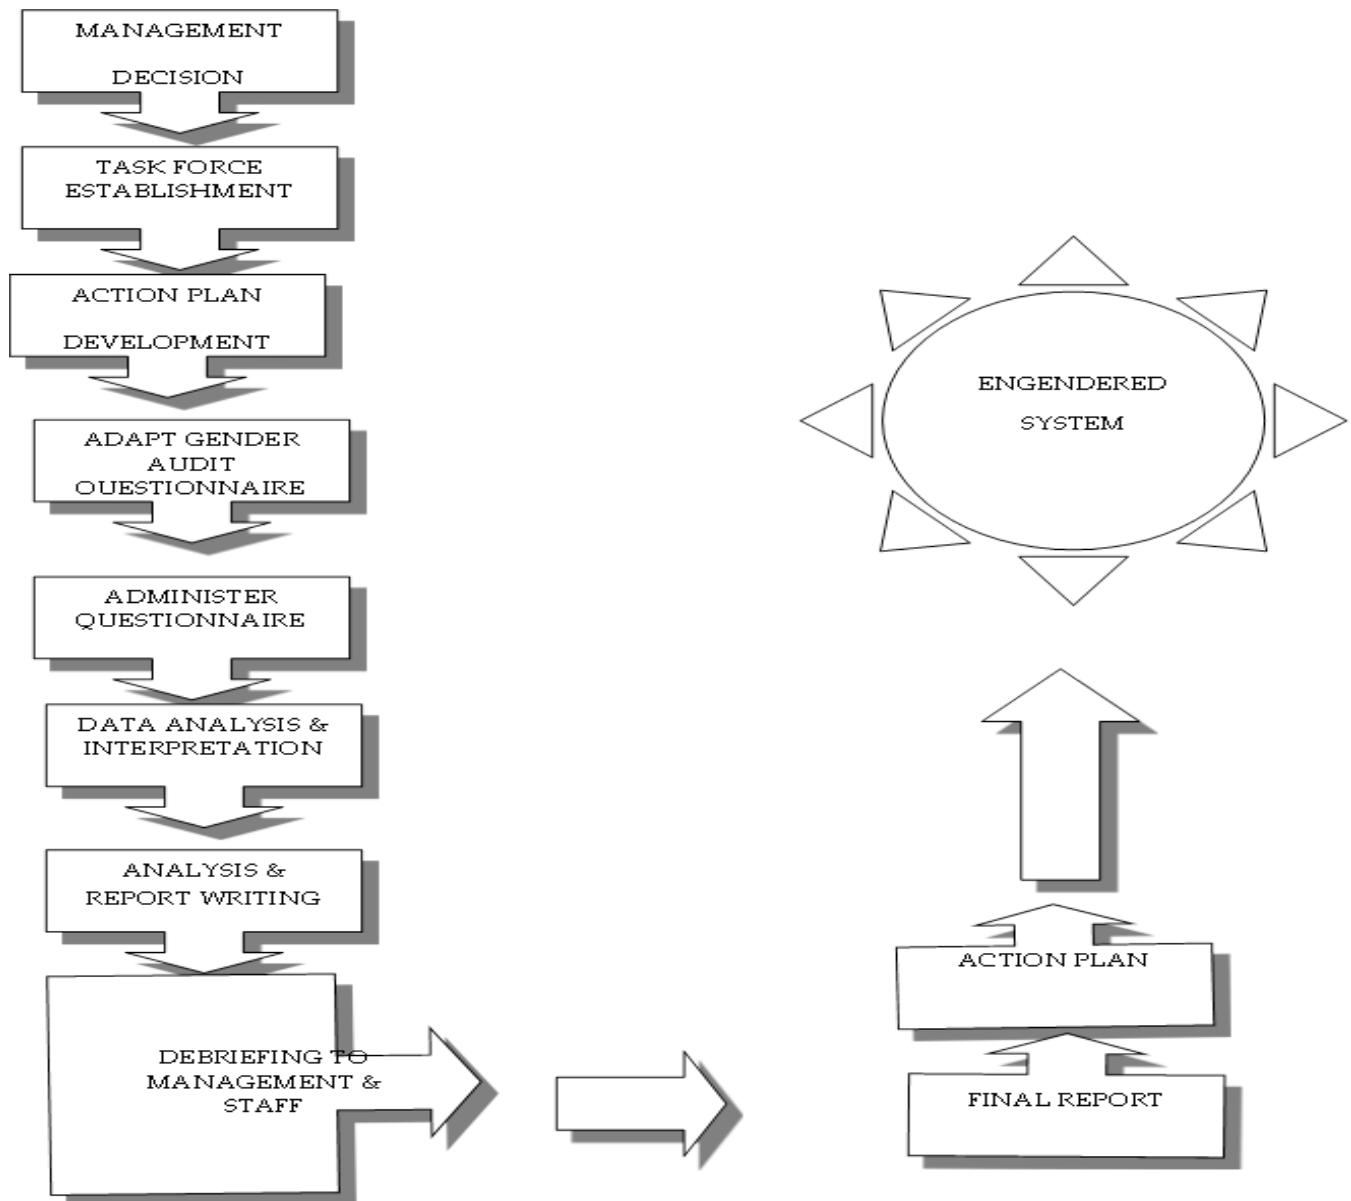 MANAGEMENT
DECISION
TASK FORCE
ESTABLISHMENT
ACTION PLAN
DEVELOPMENT
ADAPT GENDER
AUDIT
OUESTIONNAIRE
ADMINISTER
QUESTIONNAIRE
DATA ANALYSIS &
INTERPRETATION
ANALYSIS &
REPORT WRITING
DEBRIEFING TO
MANAGEMENT &
STAFF
FINAL REPORT
ACTION PLAN
ENGENDERED
SYSTEM